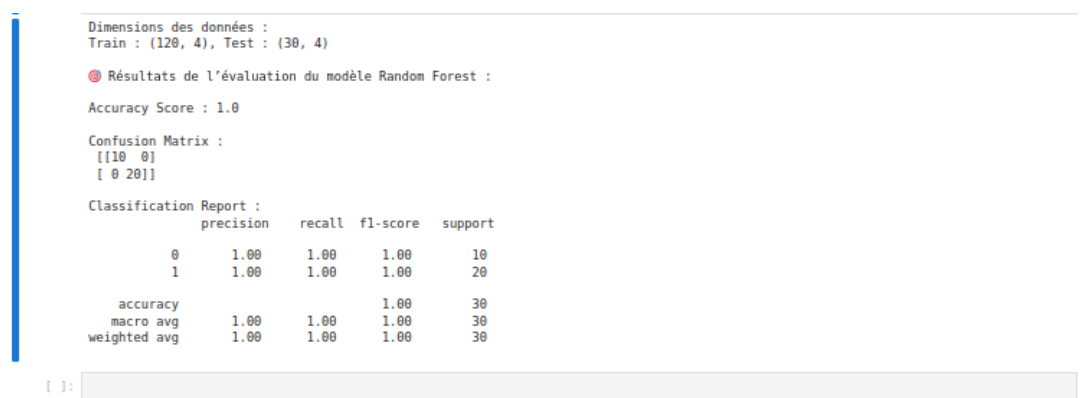 Dimensions des données :
Train : (120, 4), Test : (30, 4)
🎯 Résultats de l’évaluation du modèle Random Forest :
Accuracy Score : 1.0
Confusion Matrix :
[[10  0]
[ 0 20]]
Classification Report :
precision    recall  f1-score   support
0       1.00      1.00      1.00        10
1       1.00      1.00      1.00        20
accuracy                           1.00        30
macro avg       1.00      1.00      1.00        30
weighted avg       1.00      1.00      1.00        30
[ ]: